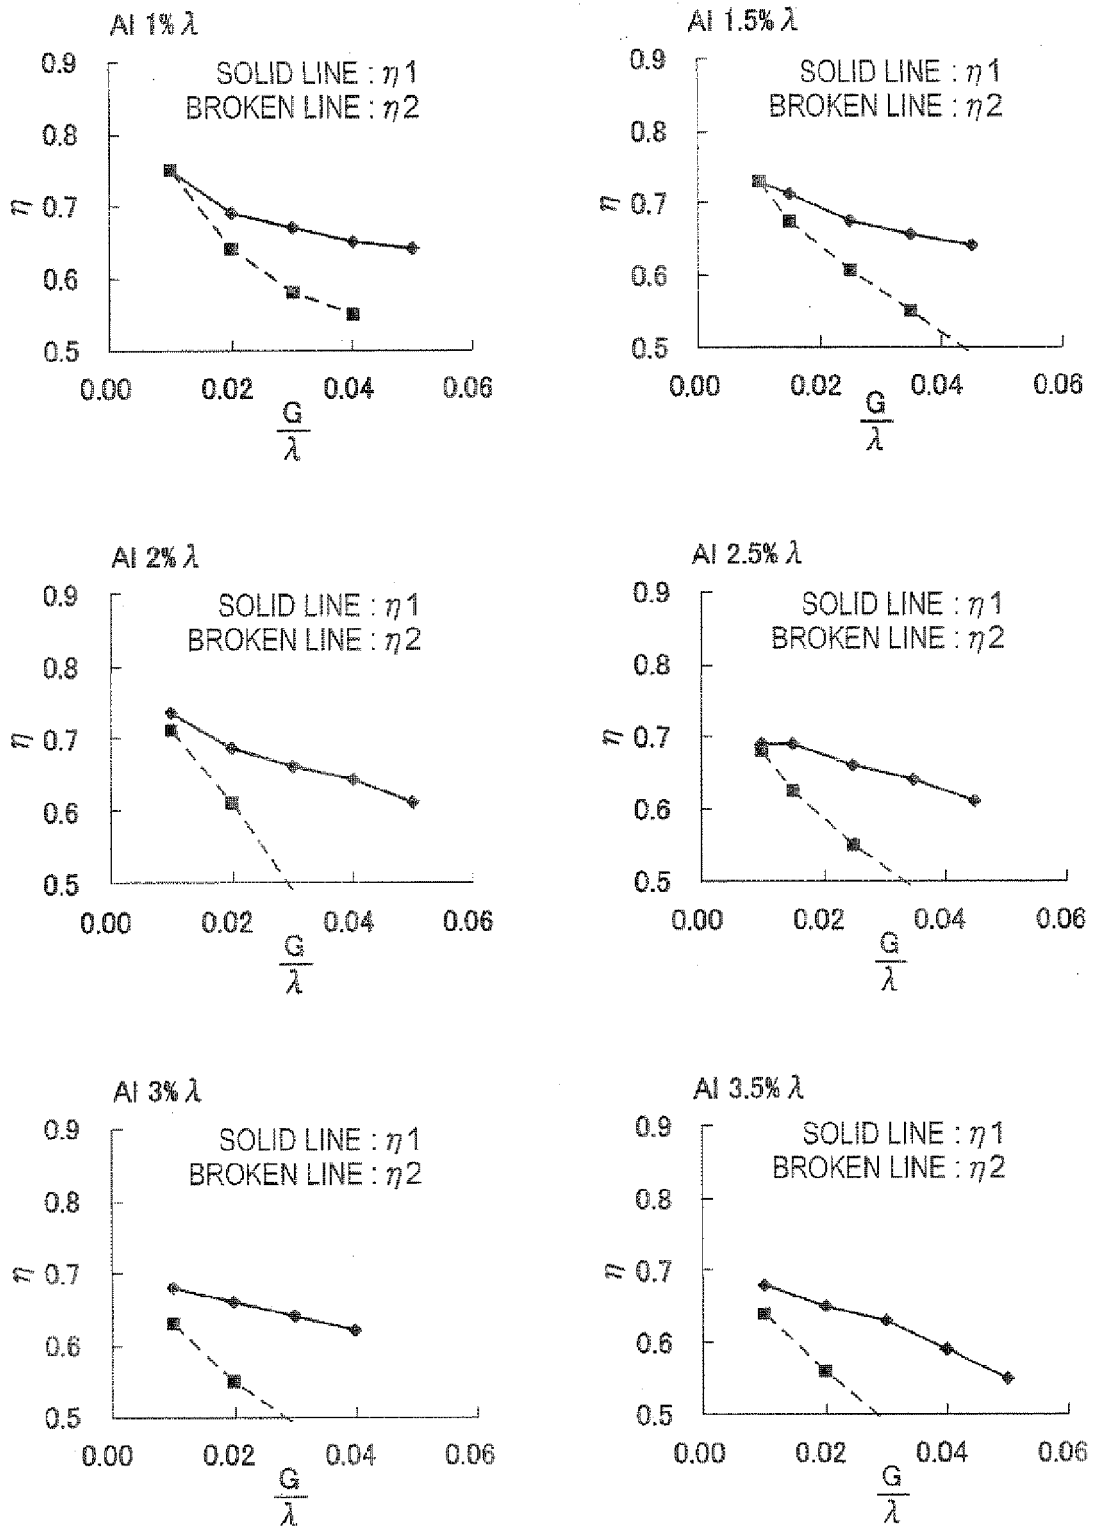 Al 1% λ
0.9
0.8
0.7
0.6
0.5
η
SOLID LINE : η1
BROKEN LINE : η2
0.00 0.02 0.04 0.06
G
λ
Al 1.5% λ
0.9
0.8
0.7
0.6
0.5
η
SOLID LINE : η1
BROKEN LINE : η2
0.00 0.02 0.04 0.06
G
λ
Al 2% λ
0.9
0.8
0.7
0.6
0.5
η
SOLID LINE : η1
BROKEN LINE : η2
0.00 0.02 0.04 0.06
G
λ
Al 2.5% λ
0.9
0.8
0.7
0.6
0.5
η
SOLID LINE : η1
BROKEN LINE : η2
0.00 0.02 0.04 0.06
G
λ
Al 3% λ
0.9
0.8
0.7
0.6
0.5
η
SOLID LINE : η1
BROKEN LINE : η2
0.00 0.02 0.04 0.06
G
λ
Al 3.5% λ
0.9
0.8
0.7
0.6
0.5
η
SOLID LINE : η1
BROKEN LINE : η2
0.00 0.02 0.04 0.06
G
λ